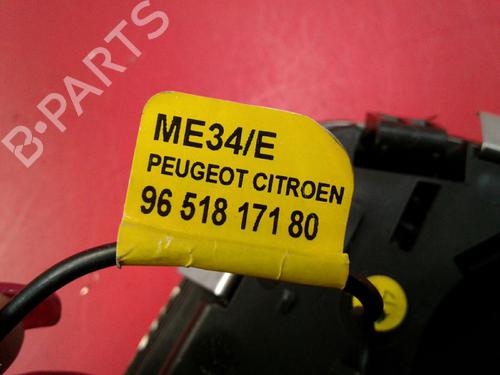 B-PARTS
ME34/E
PEUGEOT CITROEN
96 518 171 80